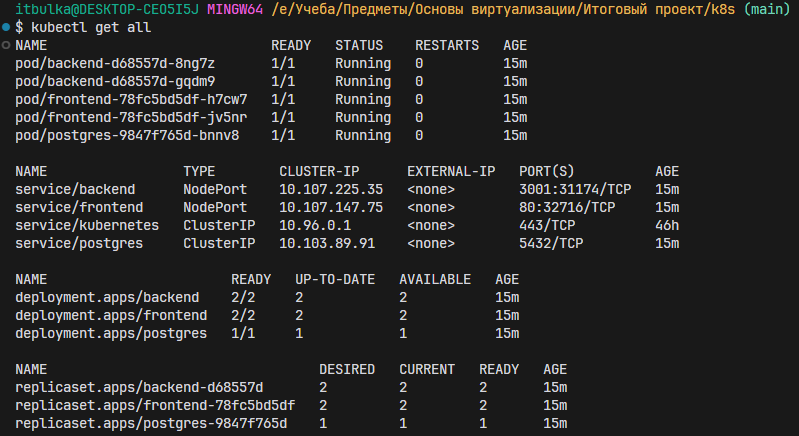 itbulka@DESKTOP-CEO5I5J MINGW64 /e/Учеба/Предметы/Основы виртуализации/Итоговый проект/k8s (main)
$ kubectl get all
NAME READY STATUS RESTARTS AGE
pod/backend-d68557d-8ng7z 1/1 Running 0 15m
pod/backend-d68557d-gqdm9 1/1 Running 0 15m
pod/frontend-78fc5bd5df-h7cw7 1/1 Running 0 15m
pod/frontend-78fc5bd5df-jv5nr 1/1 Running 0 15m
pod/postgres-9847f765d-bnnv8 1/1 Running 0 15m
NAME TYPE CLUSTER-IP EXTERNAL-IP PORT(S) AGE
service/backend NodePort 10.107.225.35 <none> 3001:31174/TCP 15m
service/frontend NodePort 10.107.147.75 <none> 80:32716/TCP 15m
service/kubernetes ClusterIP 10.96.0.1 <none> 443/TCP 46h
service/postgres ClusterIP 10.103.89.91 <none> 5432/TCP 15m
NAME READY UP-TO-DATE AVAILABLE AGE
deployment.apps/backend 2/2 2 2 15m
deployment.apps/frontend 2/2 2 2 15m
deployment.apps/postgres 1/1 1 1 15m
NAME DESIRED CURRENT READY AGE
replicaset.apps/backend-d68557d 2 2 2 15m
replicaset.apps/frontend-78fc5bd5df 2 2 2 15m
replicaset.apps/postgres-9847f765d 1 1 1 15m